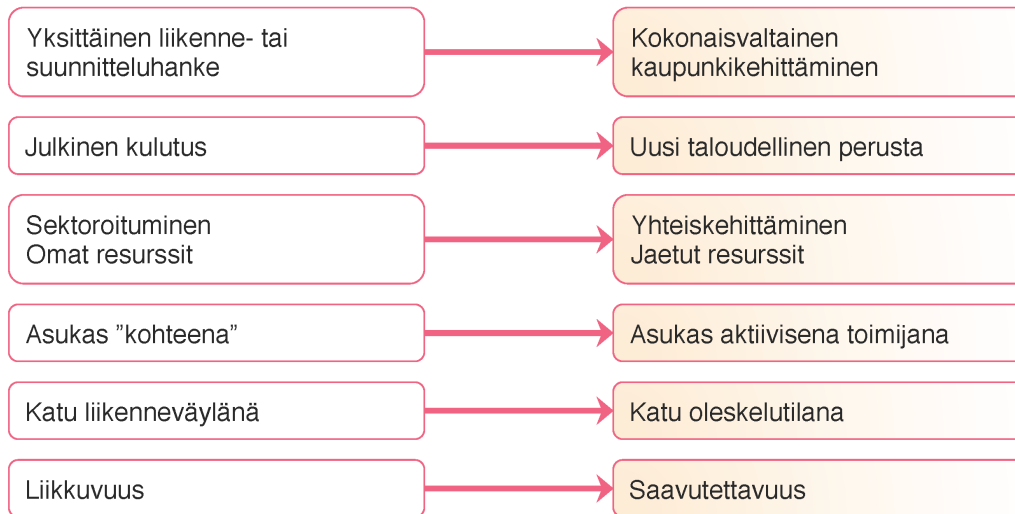 Yksittäinen liikenne- tai
suunnitteluhanke
Kokonaisvaltainen
kaupunkikehittäminen
Julkinen kulutus
Uusi taloudellinen perusta
Sektoroituminen
Omat resurssit
Yhteiskehittäminen
Jaetut resurssit
Asukas ”kohteena”
Asukas aktiivisena toimijana
Katu liikenneväylänä
Katu oleskelutilana
Liikkuvuus
Saavutettavuus